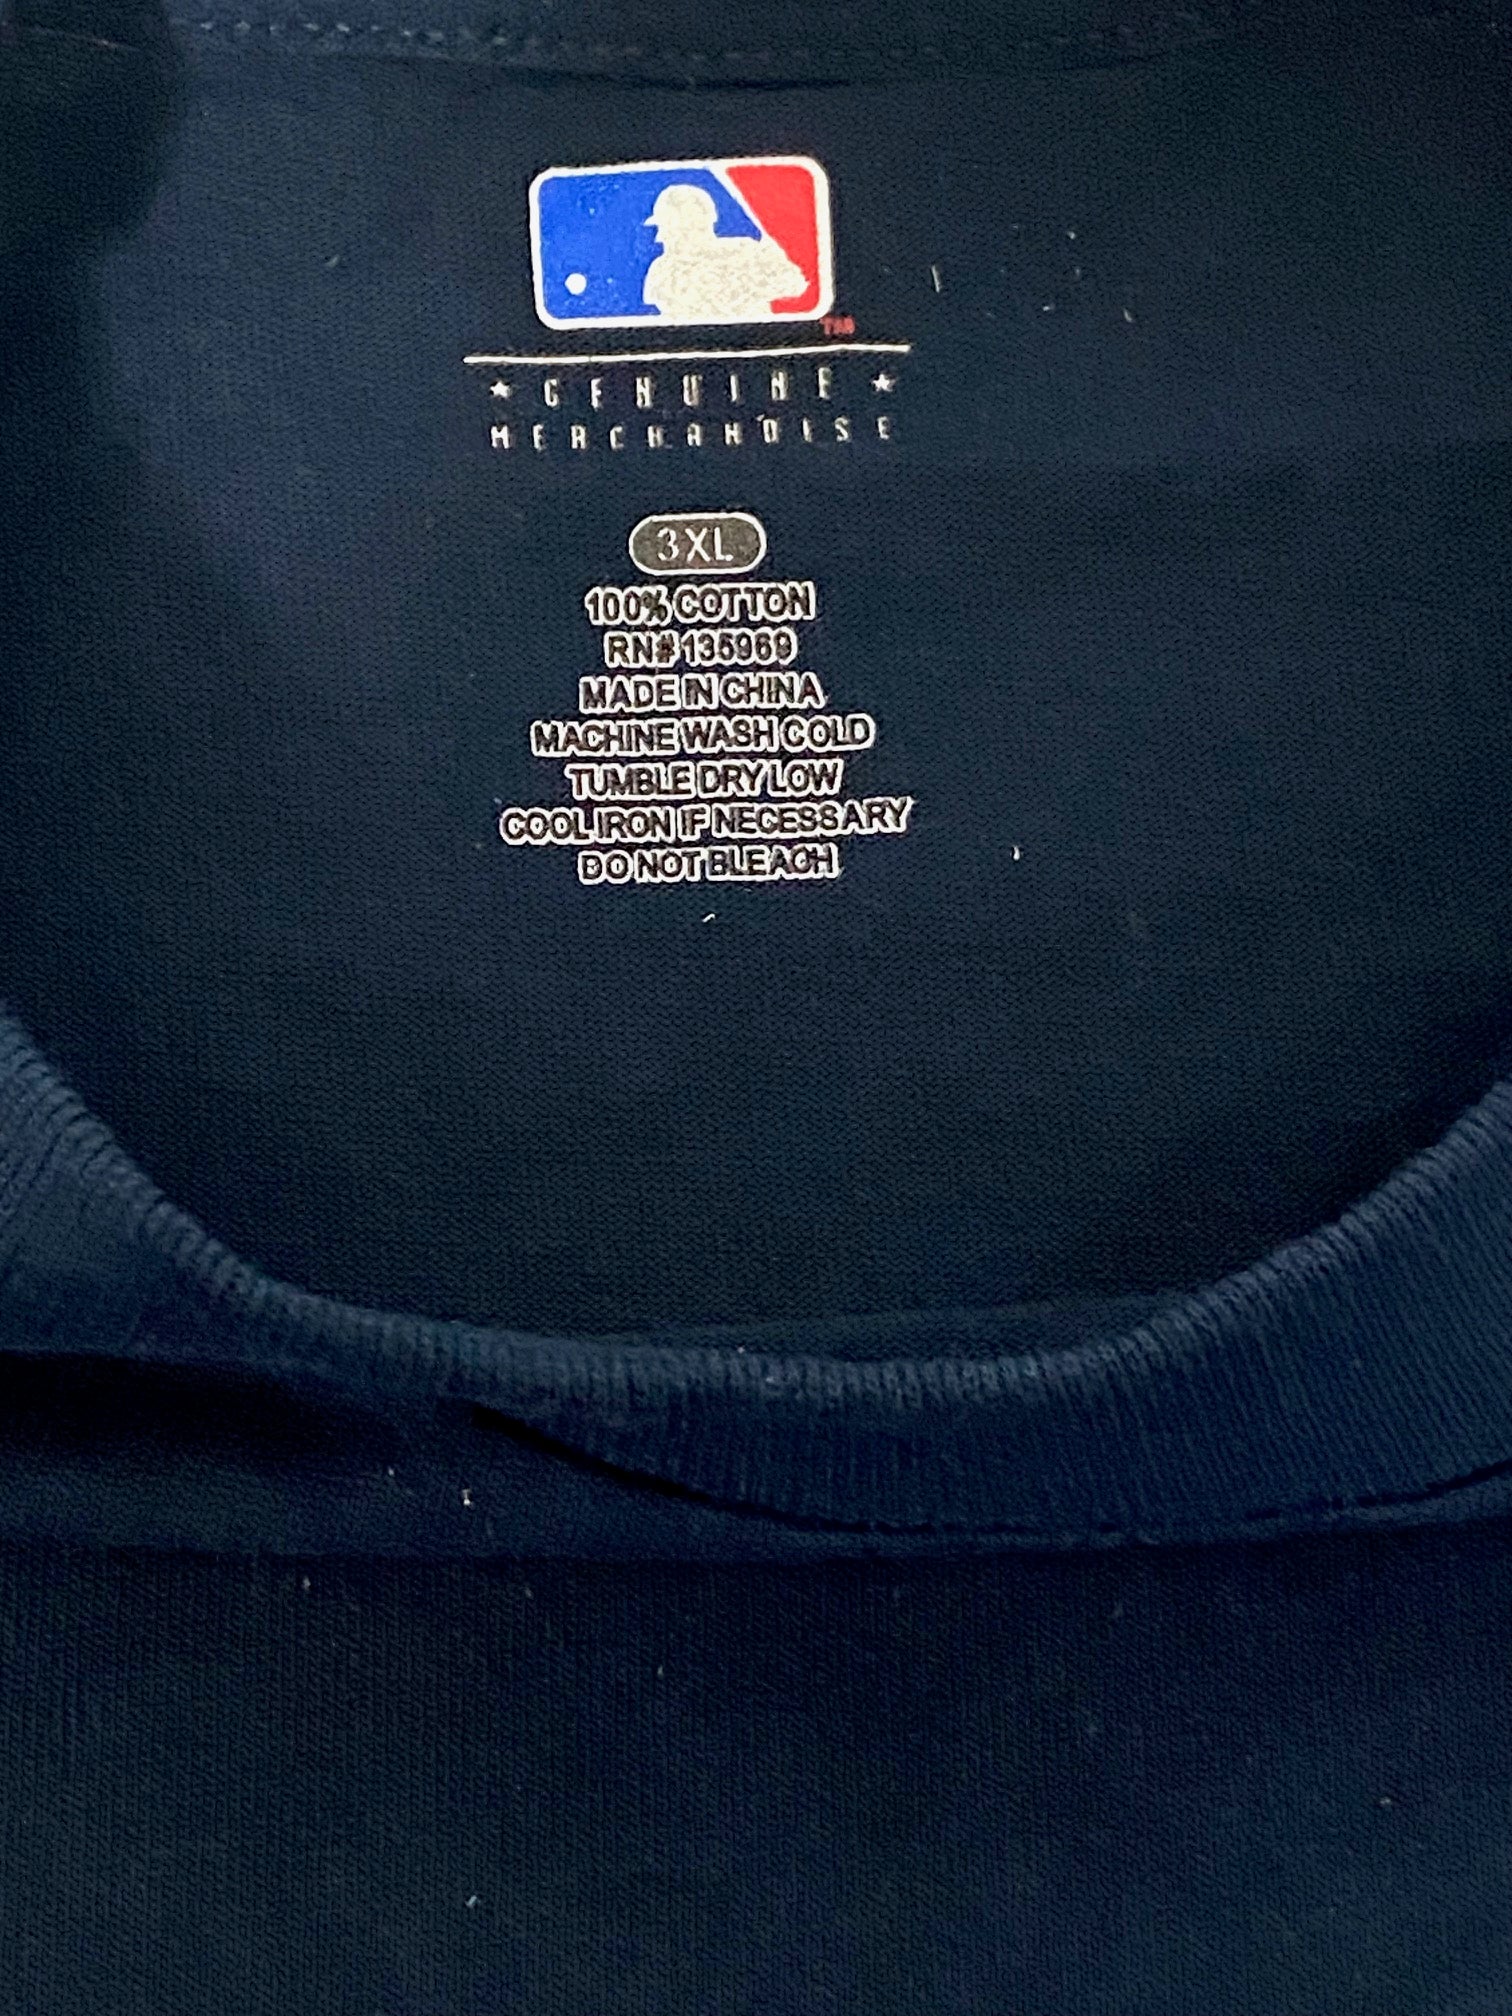 TM
★ GENUINE ★
MERCHANDISE
3XL
100% COTTON
RN# 135969
MADE IN CHINA
MACHINE WASH COLD
TUMBLE DRY LOW
COOL IRON IF NECESSARY
DO NOT BLEACH